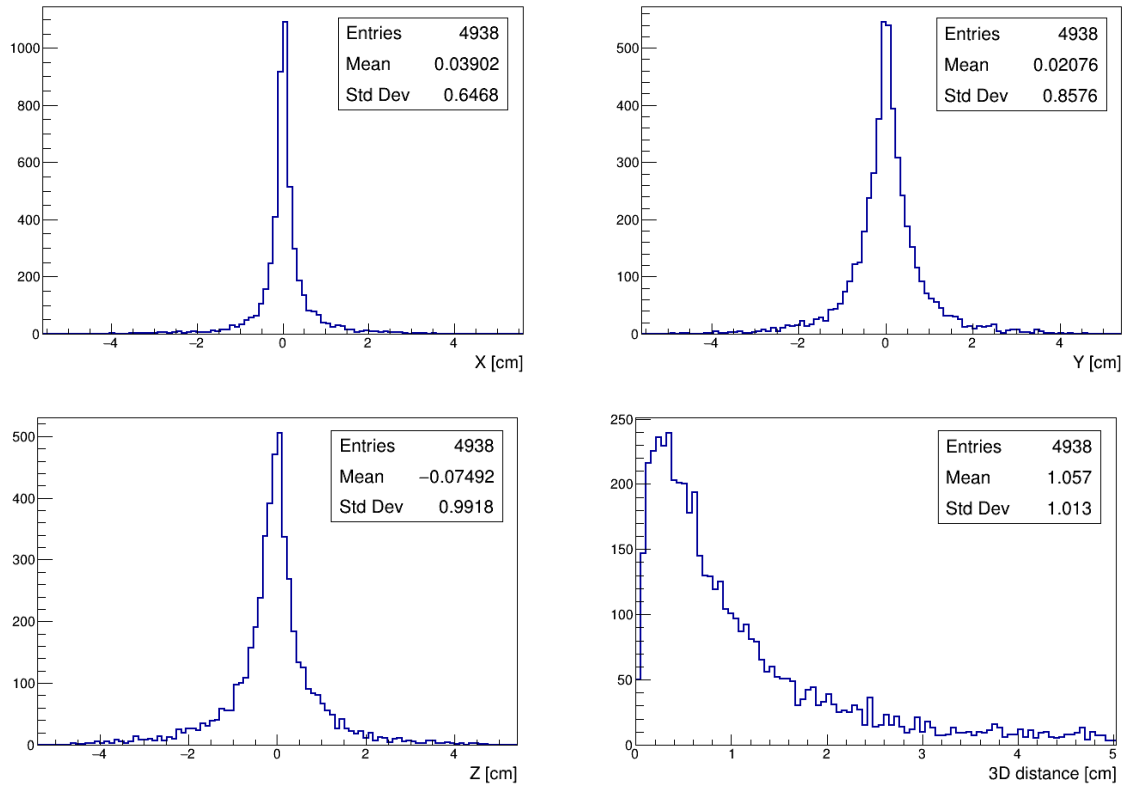 Entries 4938
Mean 0.03902
Std Dev 0.6468
1000
800
600
400
200
0
−4 −2 0 2 4
X [cm]
Entries 4938
Mean 0.02076
Std Dev 0.8576
500
400
300
200
100
0
−4 −2 0 2 4
Y [cm]
Entries 4938
Mean −0.07492
Std Dev 0.9918
500
400
300
200
100
0
−4 −2 0 2 4
Z [cm]
Entries 4938
Mean 1.057
Std Dev 1.013
250
200
150
100
50
0
0 1 2 3 4 5
3D distance [cm]